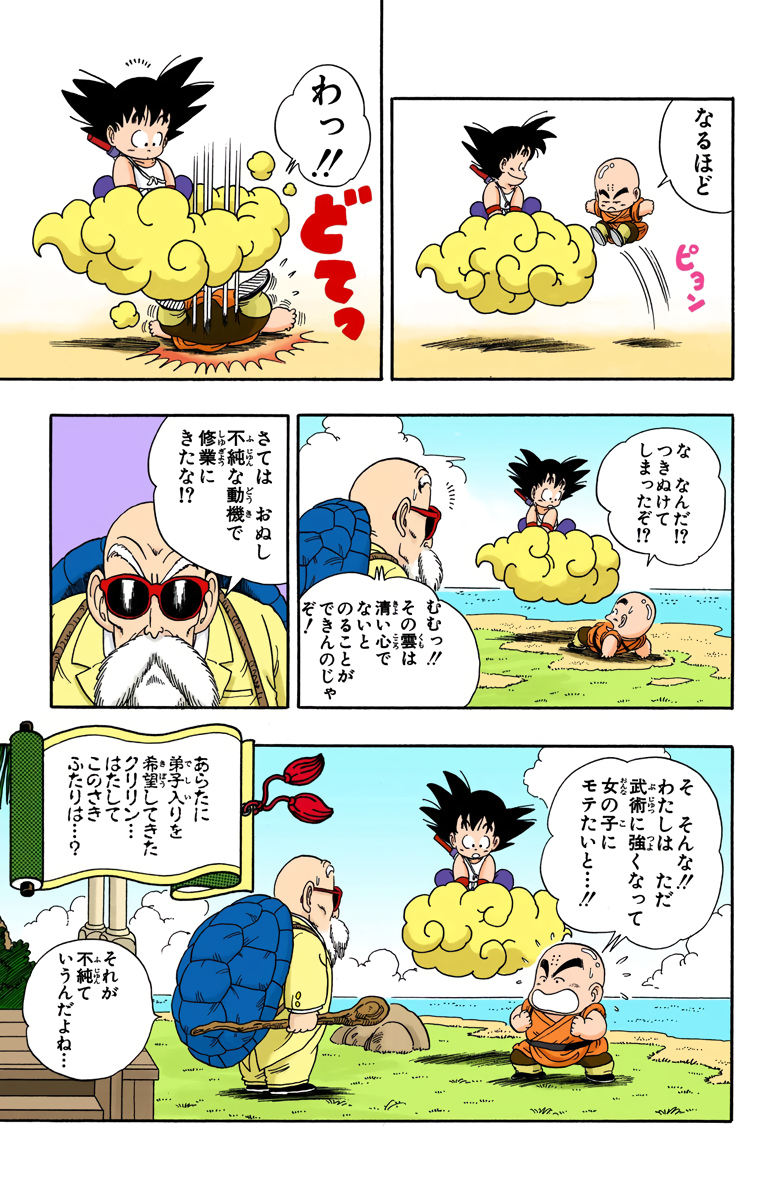 なるほど
ピョン
わっ!!
どてっ
な なんだ!?
つきぬけて
しまったぞ!?
むむっ!!
その雲は
清い心で
ないと
のることが
できんのじゃ
ぞ!
さては おぬし
不純な動機で
修業に
きたな!?
そ そんな!!
わたしは ただ
武術に強くなって
女の子に
モテたいと…!!
それが
不純て
いうんだよね…
あらたに
弟子入りを
希望してきた
クリリン…
はたして
このさき
ふたりは…?